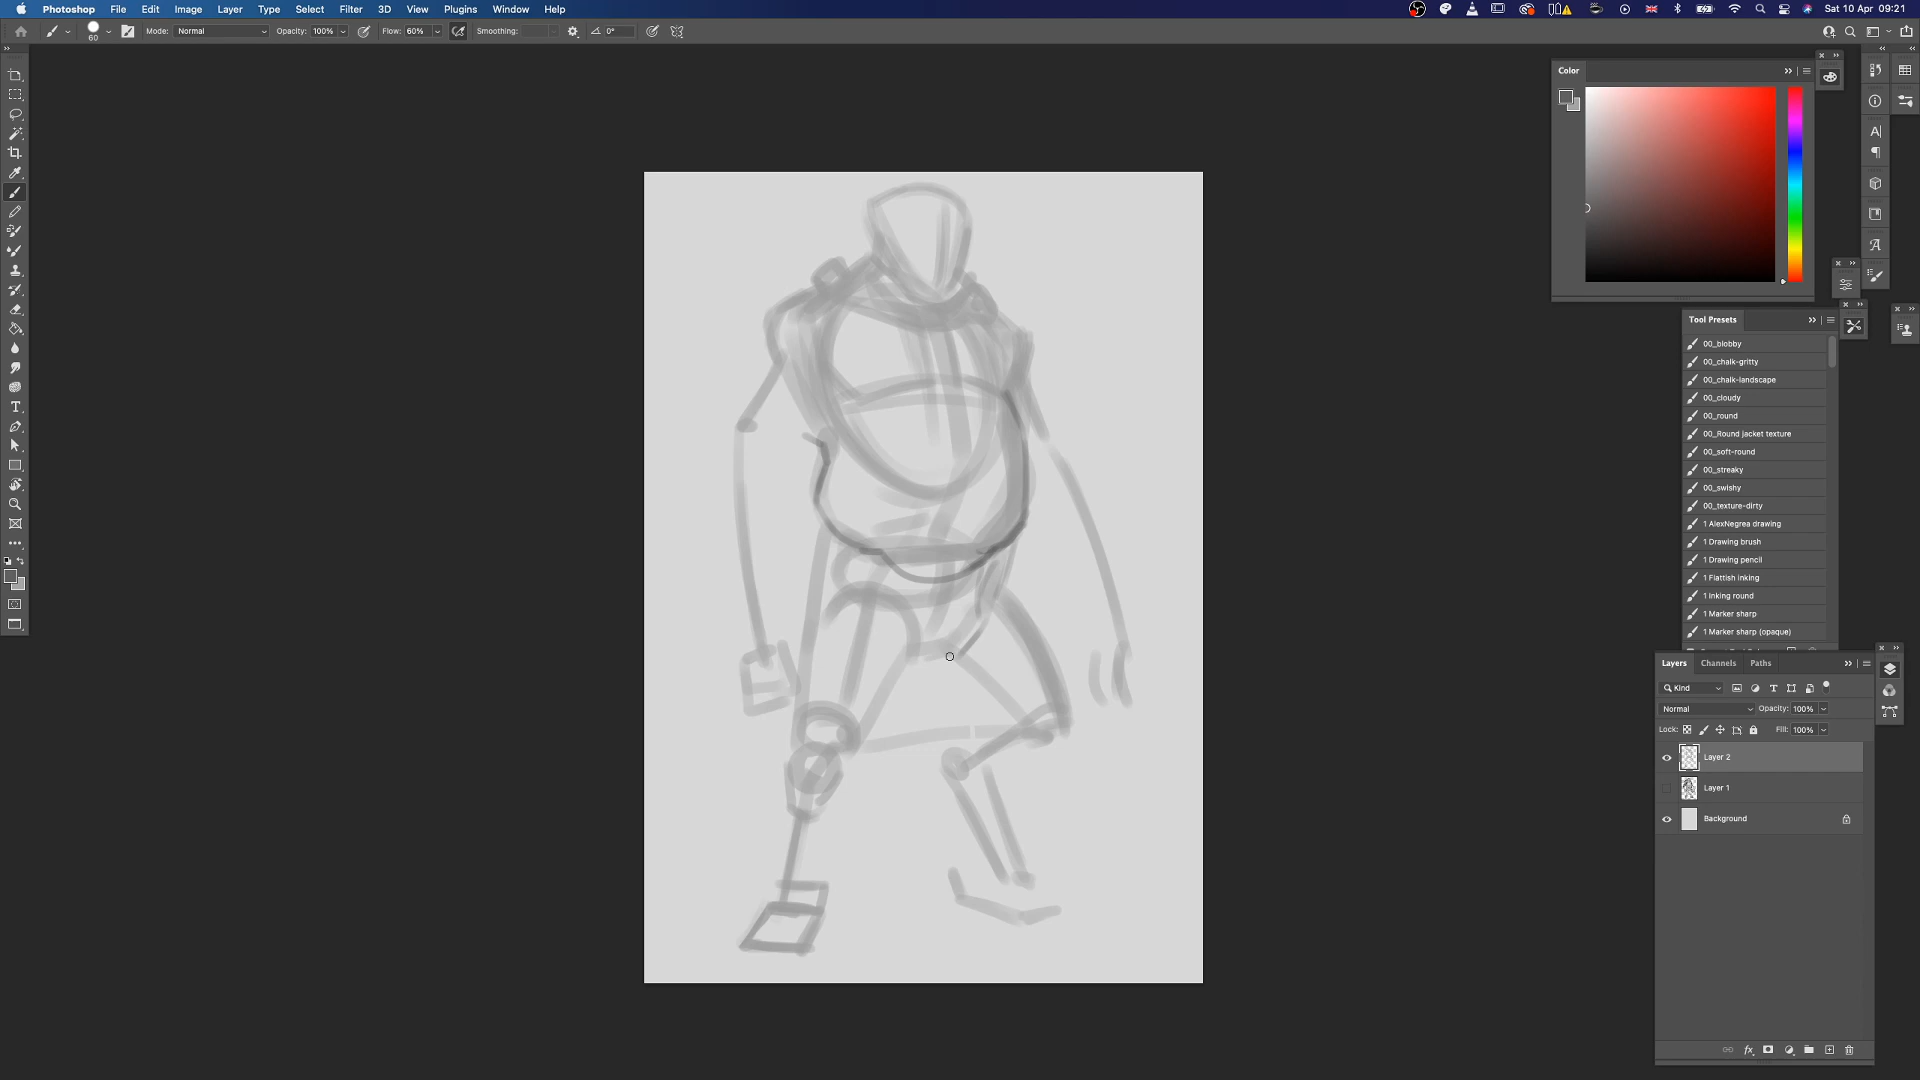 Photoshop File Edit Image Layer Type Select Filter 3D View Plugins Window Help Sat 10 Apr 09:21
60 Mode: Normal Opacity: 100% Flow: 60% Smoothing: 0°
Color
Tool Presets
00_blobby
00_chalk-gritty
00_chalk-landscape
00_cloudy
00_round
00_Round jacket texture
00_soft-round
00_streaky
00_swishy
00_texture-dirty
1 AlexNegrea drawing
1 Drawing brush
1 Drawing pencil
1 Flattish inking
1 Inking round
1 Marker sharp
1 Marker sharp (opaque)
Layers Channels Paths
Kind
Normal Opacity: 100%
Lock: Fill: 100%
Layer 2
Layer 1
Background